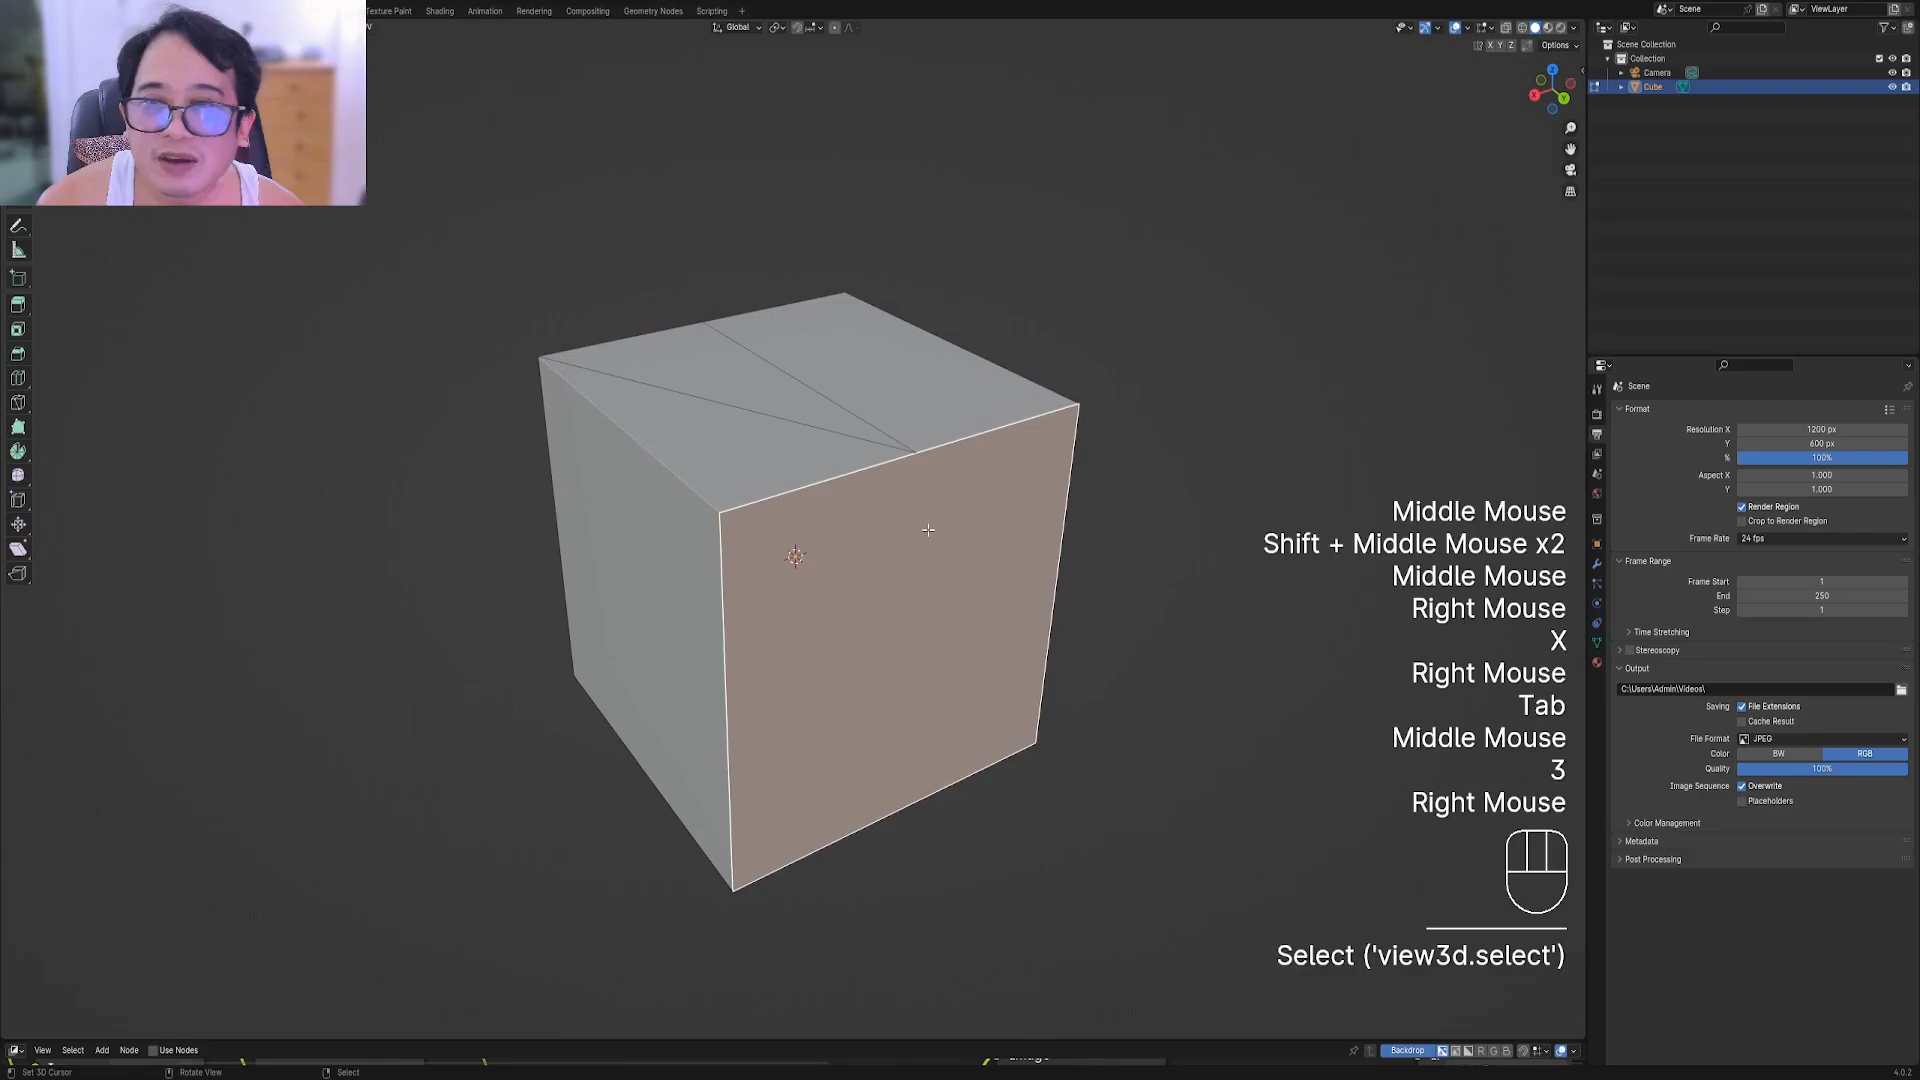 Texture Paint Shading Animation Rendering Compositing Geometry Nodes Scripting +
Scene
ViewLayer
Global
X Y Z
Options
Scene Collection
Collection
Camera
Cube
Scene
Format
Resolution X 1200 px
Y 600 px
% 100%
Aspect X 1.000
Y 1.000
Render Region
Crop to Render Region
Frame Rate 24 fps
Frame Range
Frame Start 1
End 250
Step 1
Time Stretching
Stereoscopy
Output
C:\Users\Admin\Videos\
Saving File Extensions
Cache Result
File Format JPEG
Color BW RGB
Quality 100%
Image Sequence Overwrite
Placeholders
Color Management
Metadata
Post Processing
Middle Mouse
Shift + Middle Mouse x2
Middle Mouse
Right Mouse
X
Right Mouse
Tab
Middle Mouse
3
Right Mouse
Select ('view3d.select')
View Select Add Node Use Nodes
Backdrop
R G B
Set 3D Cursor Rotate View Select
4.0.2